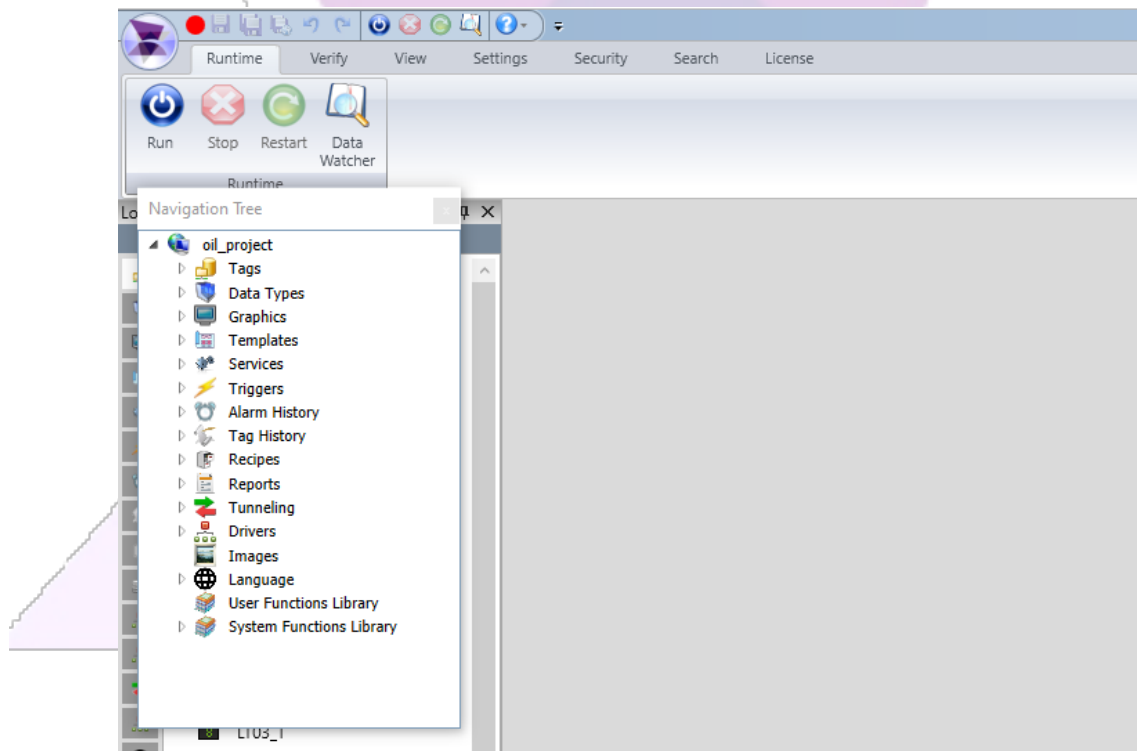 Runtime Verify View Settings Security Search License
Run Stop Restart Data Watcher
Runtime
Navigation Tree
oil_project
Tags
Data Types
Graphics
Templates
Services
Triggers
Alarm History
Tag History
Recipes
Reports
Tunneling
Drivers
Images
Language
User Functions Library
System Functions Library